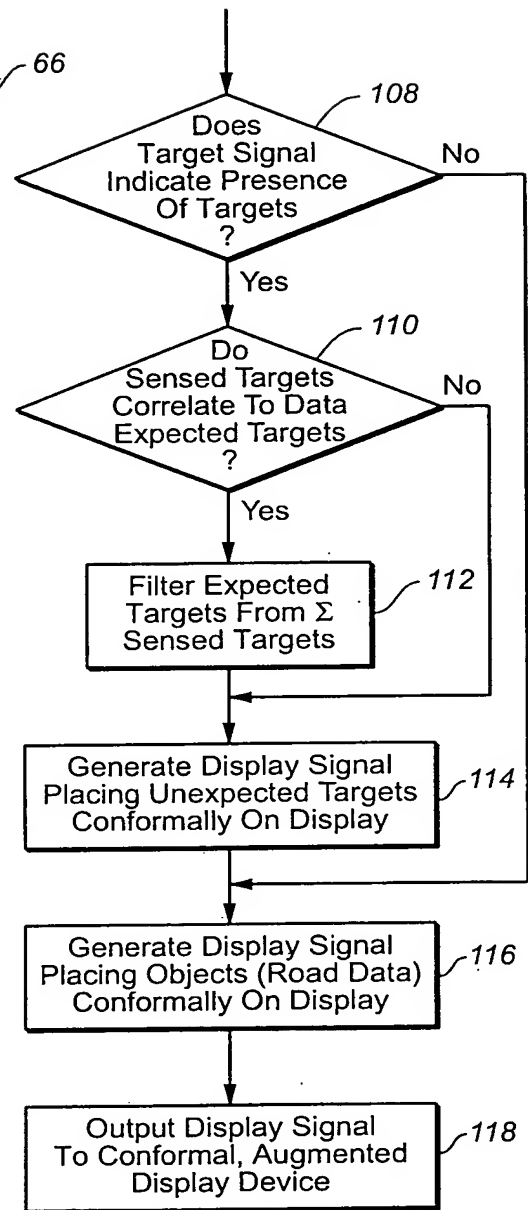 66
108
Does
Target Signal
Indicate Presence
Of Targets
?
No
Yes
110
Do
Sensed Targets
Correlate To Data
Expected Targets
?
No
Yes
112
Filter Expected
Targets From Σ
Sensed Targets
Generate Display Signal
Placing Unexpected Targets
Conformally On Display
114
Generate Display Signal
Placing Objects (Road Data)
Conformally On Display
116
Output Display Signal
To Conformal, Augmented
Display Device
118